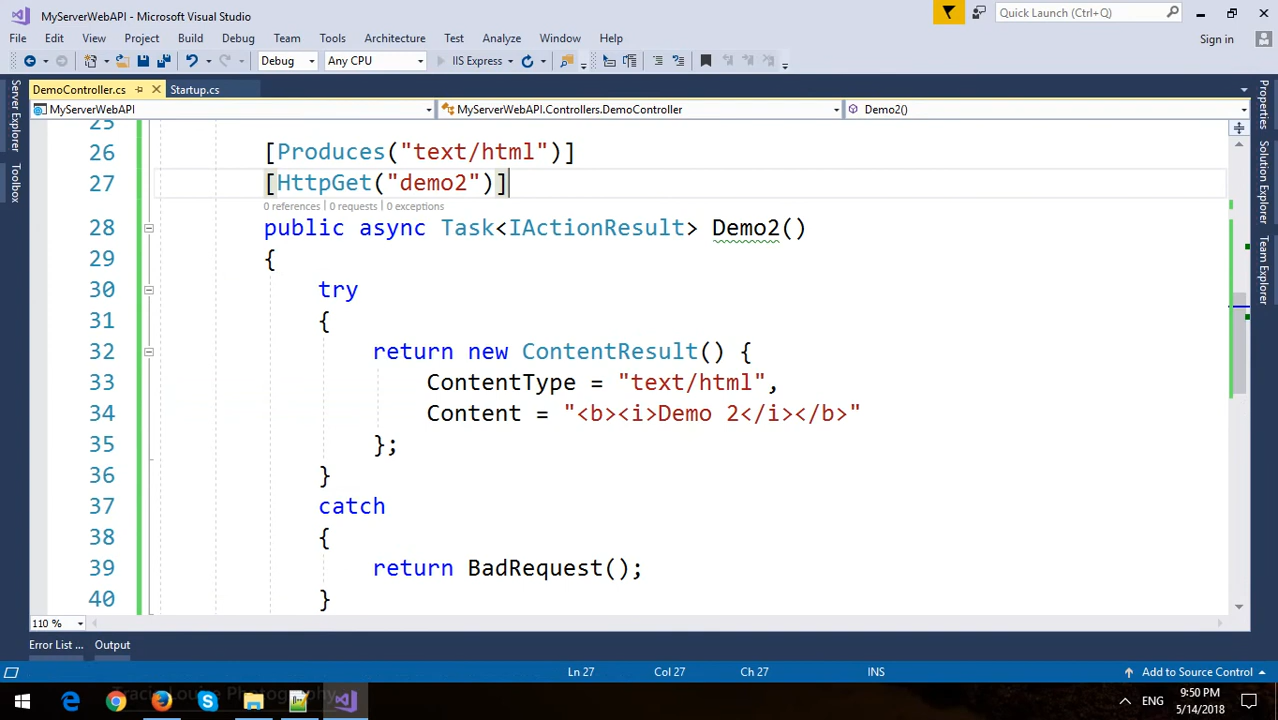 MyServerWebAPI - Microsoft Visual Studio
Quick Launch (Ctrl+Q)
File Edit View Project Build Debug Team Tools Architecture Test Analyze Window Help
Sign in
Debug Any CPU IIS Express
DemoController.cs Startup.cs
MyServerWebAPI MyServerWebAPI.Controllers.DemoController Demo2()
Server Explorer
Toolbox
Properties
Solution Explorer
Team Explorer
25
26 [Produces("text/html")]
27 [HttpGet("demo2")]
0 references | 0 requests | 0 exceptions
28 public async Task<IActionResult> Demo2()
29 {
30 try
31 {
32 return new ContentResult() {
33 ContentType = "text/html",
34 Content = "<b><i>Demo 2</i></b>"
35 };
36 }
37 catch
38 {
39 return BadRequest();
40 }
110 %
Error List ... Output
Ln 27 Col 27 Ch 27 INS Add to Source Control
Tracie Louise Photography
ENG
9:50 PM
5/14/2018